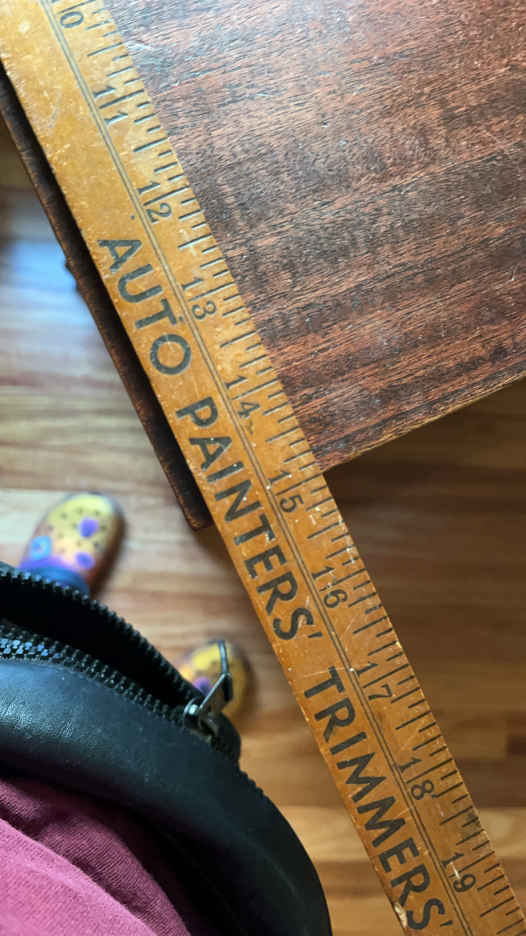 10 11 12 13 14 15 16 17 18 19
AUTO PAINTERS' TRIMMERS'